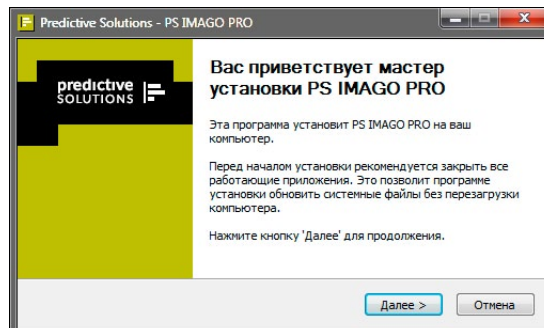 Predictive Solutions - PS IMAGO PRO
predictive
SOLUTIONS
Вас приветствует мастер
установки PS IMAGO PRO
Эта программа установит PS IMAGO PRO на ваш
компьютер.
Перед началом установки рекомендуется закрыть все
работающие приложения. Это позволит программе
установки обновить системные файлы без перезагрузки
компьютера.
Нажмите кнопку 'Далее' для продолжения.
Далее >
Отмена